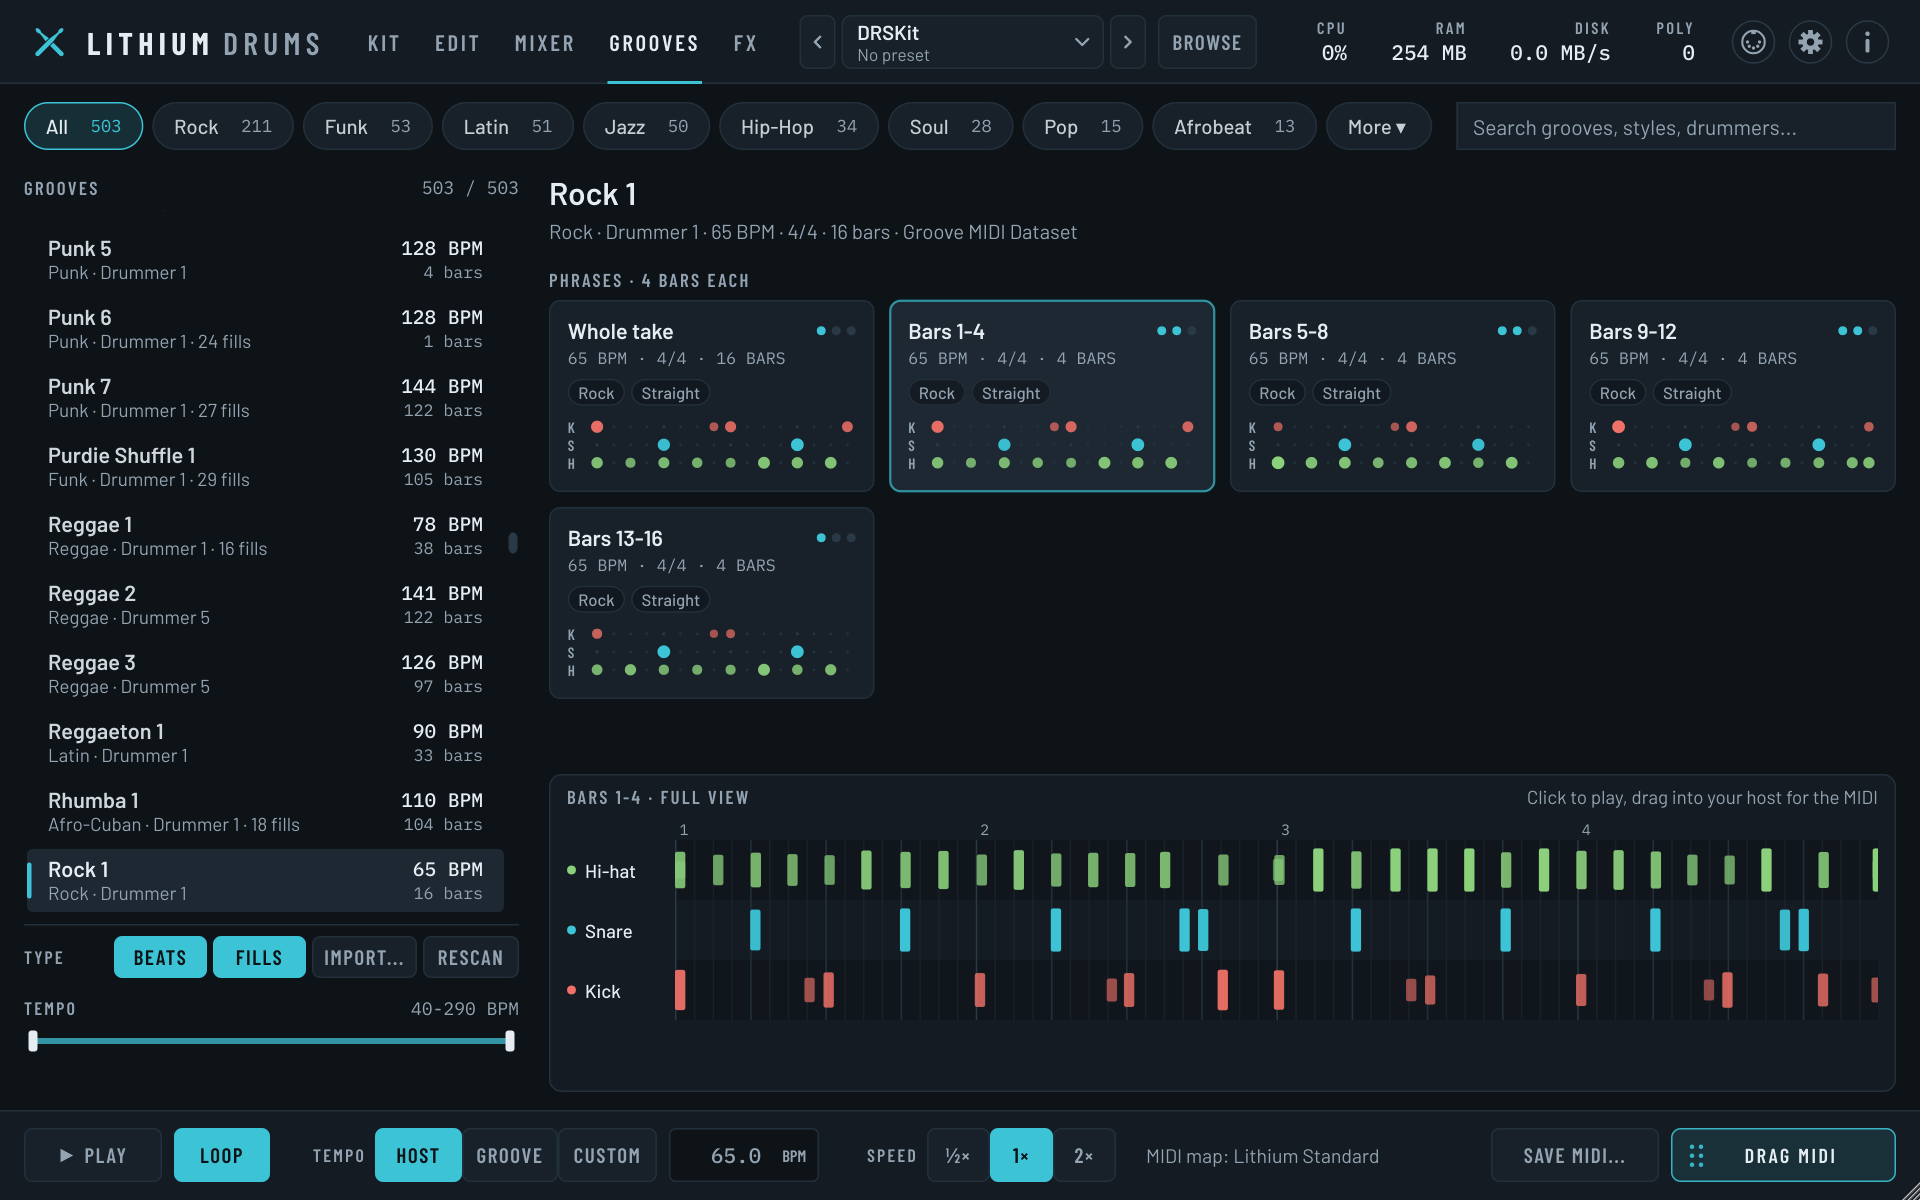 LITHIUM DRUMS KIT EDIT MIXER GROOVES FX
DRSKit
No preset
BROWSE
CPU RAM DISK POLY
0% 254 MB 0.0 MB/s 0
All 503 Rock 211 Funk 53 Latin 51 Jazz 50 Hip-Hop 34 Soul 28 Pop 15 Afrobeat 13 More ▾ Search grooves, styles, drummers...
GROOVES 503 / 503
Punk 5 128 BPM
Punk · Drummer 1 4 bars
Punk 6 128 BPM
Punk · Drummer 1 · 24 fills 1 bars
Punk 7 144 BPM
Punk · Drummer 1 · 27 fills 122 bars
Purdie Shuffle 1 130 BPM
Funk · Drummer 1 · 29 fills 105 bars
Reggae 1 78 BPM
Reggae · Drummer 1 · 16 fills 38 bars
Reggae 2 141 BPM
Reggae · Drummer 5 122 bars
Reggae 3 126 BPM
Reggae · Drummer 5 97 bars
Reggaeton 1 90 BPM
Latin · Drummer 1 33 bars
Rhumba 1 110 BPM
Afro-Cuban · Drummer 1 · 18 fills 104 bars
Rock 1 65 BPM
Rock · Drummer 1 16 bars
TYPE BEATS FILLS IMPORT... RESCAN
TEMPO 40-290 BPM
Rock 1
Rock · Drummer 1 · 65 BPM · 4/4 · 16 bars · Groove MIDI Dataset
PHRASES · 4 BARS EACH
Whole take
65 BPM · 4/4 · 16 BARS
Rock Straight
K
S
H
Bars 1-4
65 BPM · 4/4 · 4 BARS
Rock Straight
K
S
H
Bars 5-8
65 BPM · 4/4 · 4 BARS
Rock Straight
K
S
H
Bars 9-12
65 BPM · 4/4 · 4 BARS
Rock Straight
K
S
H
Bars 13-16
65 BPM · 4/4 · 4 BARS
Rock Straight
K
S
H
BARS 1-4 · FULL VIEW Click to play, drag into your host for the MIDI
1 2 3 4
Hi-hat
Snare
Kick
▶ PLAY LOOP TEMPO HOST GROOVE CUSTOM 65.0 BPM SPEED ½× 1× 2× MIDI map: Lithium Standard SAVE MIDI... DRAG MIDI